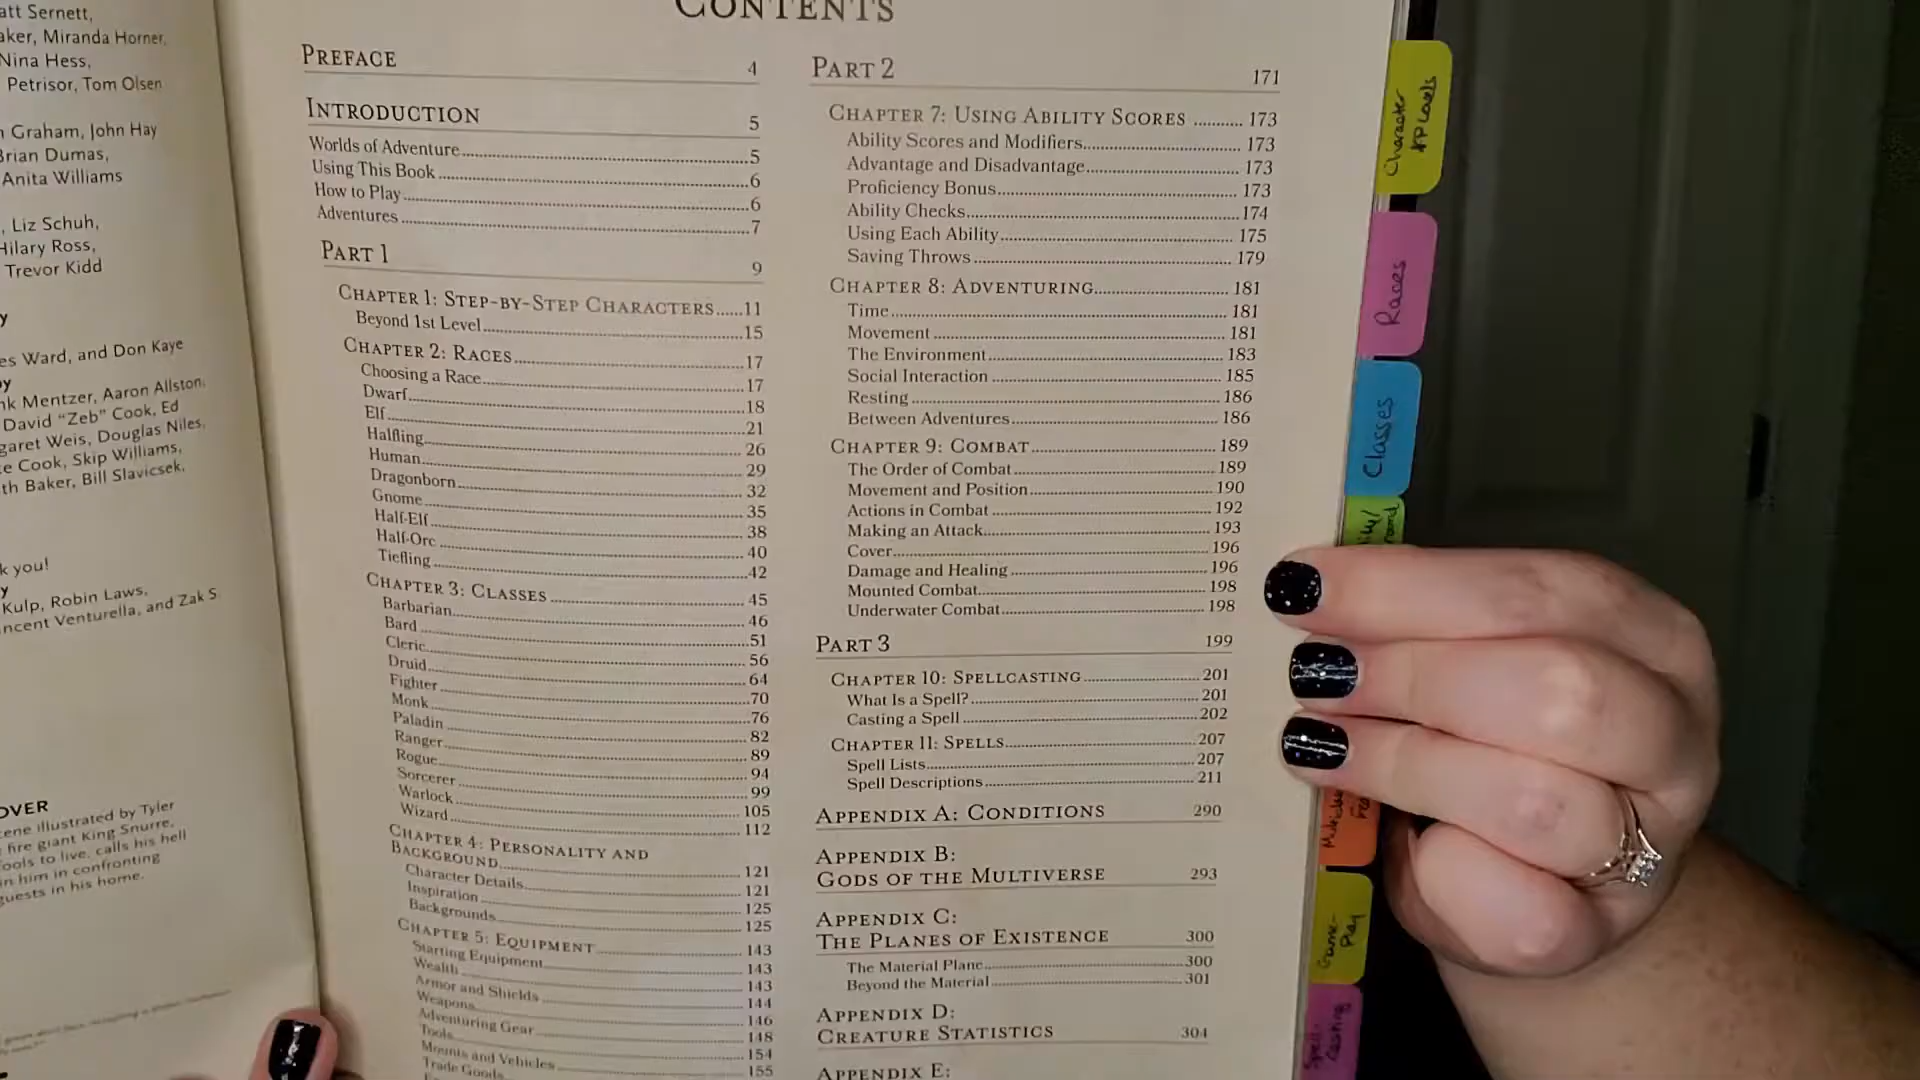 att Sernett,
aker, Miranda Horner,
Nina Hess,
Petrisor, Tom Olsen
n Graham, John Hay
Brian Dumas,
Anita Williams
, Liz Schuh,
Hilary Ross,
Trevor Kidd
y
es Ward, and Don Kaye
y
nk Mentzer, Aaron Allston,
David "Zeb" Cook, Ed
garet Weis, Douglas Niles,
te Cook, Skip Williams,
th Baker, Bill Slavicsek,
k you!
y
Kulp, Robin Laws,
ncent Venturella, and Zak S.
OVER
cene illustrated by Tyler
fire giant King Snurre,
ools to live, calls his hell
in him in confronting
guests in his home.
CONTENTS
PREFACE 4
INTRODUCTION 5
Worlds of Adventure 5
Using This Book 6
How to Play 6
Adventures 7
PART 1 9
CHAPTER 1: STEP-BY-STEP CHARACTERS 11
Beyond 1st Level 15
CHAPTER 2: RACES 17
Choosing a Race 17
Dwarf 18
Elf 21
Halfling 26
Human 29
Dragonborn 32
Gnome 35
Half-Elf 38
Half-Orc 40
Tiefling 42
CHAPTER 3: CLASSES 45
Barbarian 46
Bard 51
Cleric 56
Druid 64
Fighter 70
Monk 76
Paladin 82
Ranger 89
Rogue 94
Sorcerer 99
Warlock 105
Wizard 112
CHAPTER 4: PERSONALITY AND
BACKGROUND 121
Character Details 121
Inspiration 125
Backgrounds 125
CHAPTER 5: EQUIPMENT 143
Starting Equipment 143
Wealth 143
Armor and Shields 144
Weapons 146
Adventuring Gear 148
Tools 154
Mounts and Vehicles 155
Trade Goods
PART 2 171
CHAPTER 7: USING ABILITY SCORES 173
Ability Scores and Modifiers 173
Advantage and Disadvantage 173
Proficiency Bonus 173
Ability Checks 174
Using Each Ability 175
Saving Throws 179
CHAPTER 8: ADVENTURING 181
Time 181
Movement 181
The Environment 183
Social Interaction 185
Resting 186
Between Adventures 186
CHAPTER 9: COMBAT 189
The Order of Combat 189
Movement and Position 190
Actions in Combat 192
Making an Attack 193
Cover 196
Damage and Healing 196
Mounted Combat 198
Underwater Combat 198
PART 3 199
CHAPTER 10: SPELLCASTING 201
What Is a Spell? 201
Casting a Spell 202
CHAPTER 11: SPELLS 207
Spell Lists 207
Spell Descriptions 211
APPENDIX A: CONDITIONS 290
APPENDIX B:
GODS OF THE MULTIVERSE 293
APPENDIX C:
THE PLANES OF EXISTENCE 300
The Material Plane 300
Beyond the Material 301
APPENDIX D:
CREATURE STATISTICS 304
APPENDIX E:
Character
XP Levels
Races
Classes
Game-
Play
Spell-
Casting